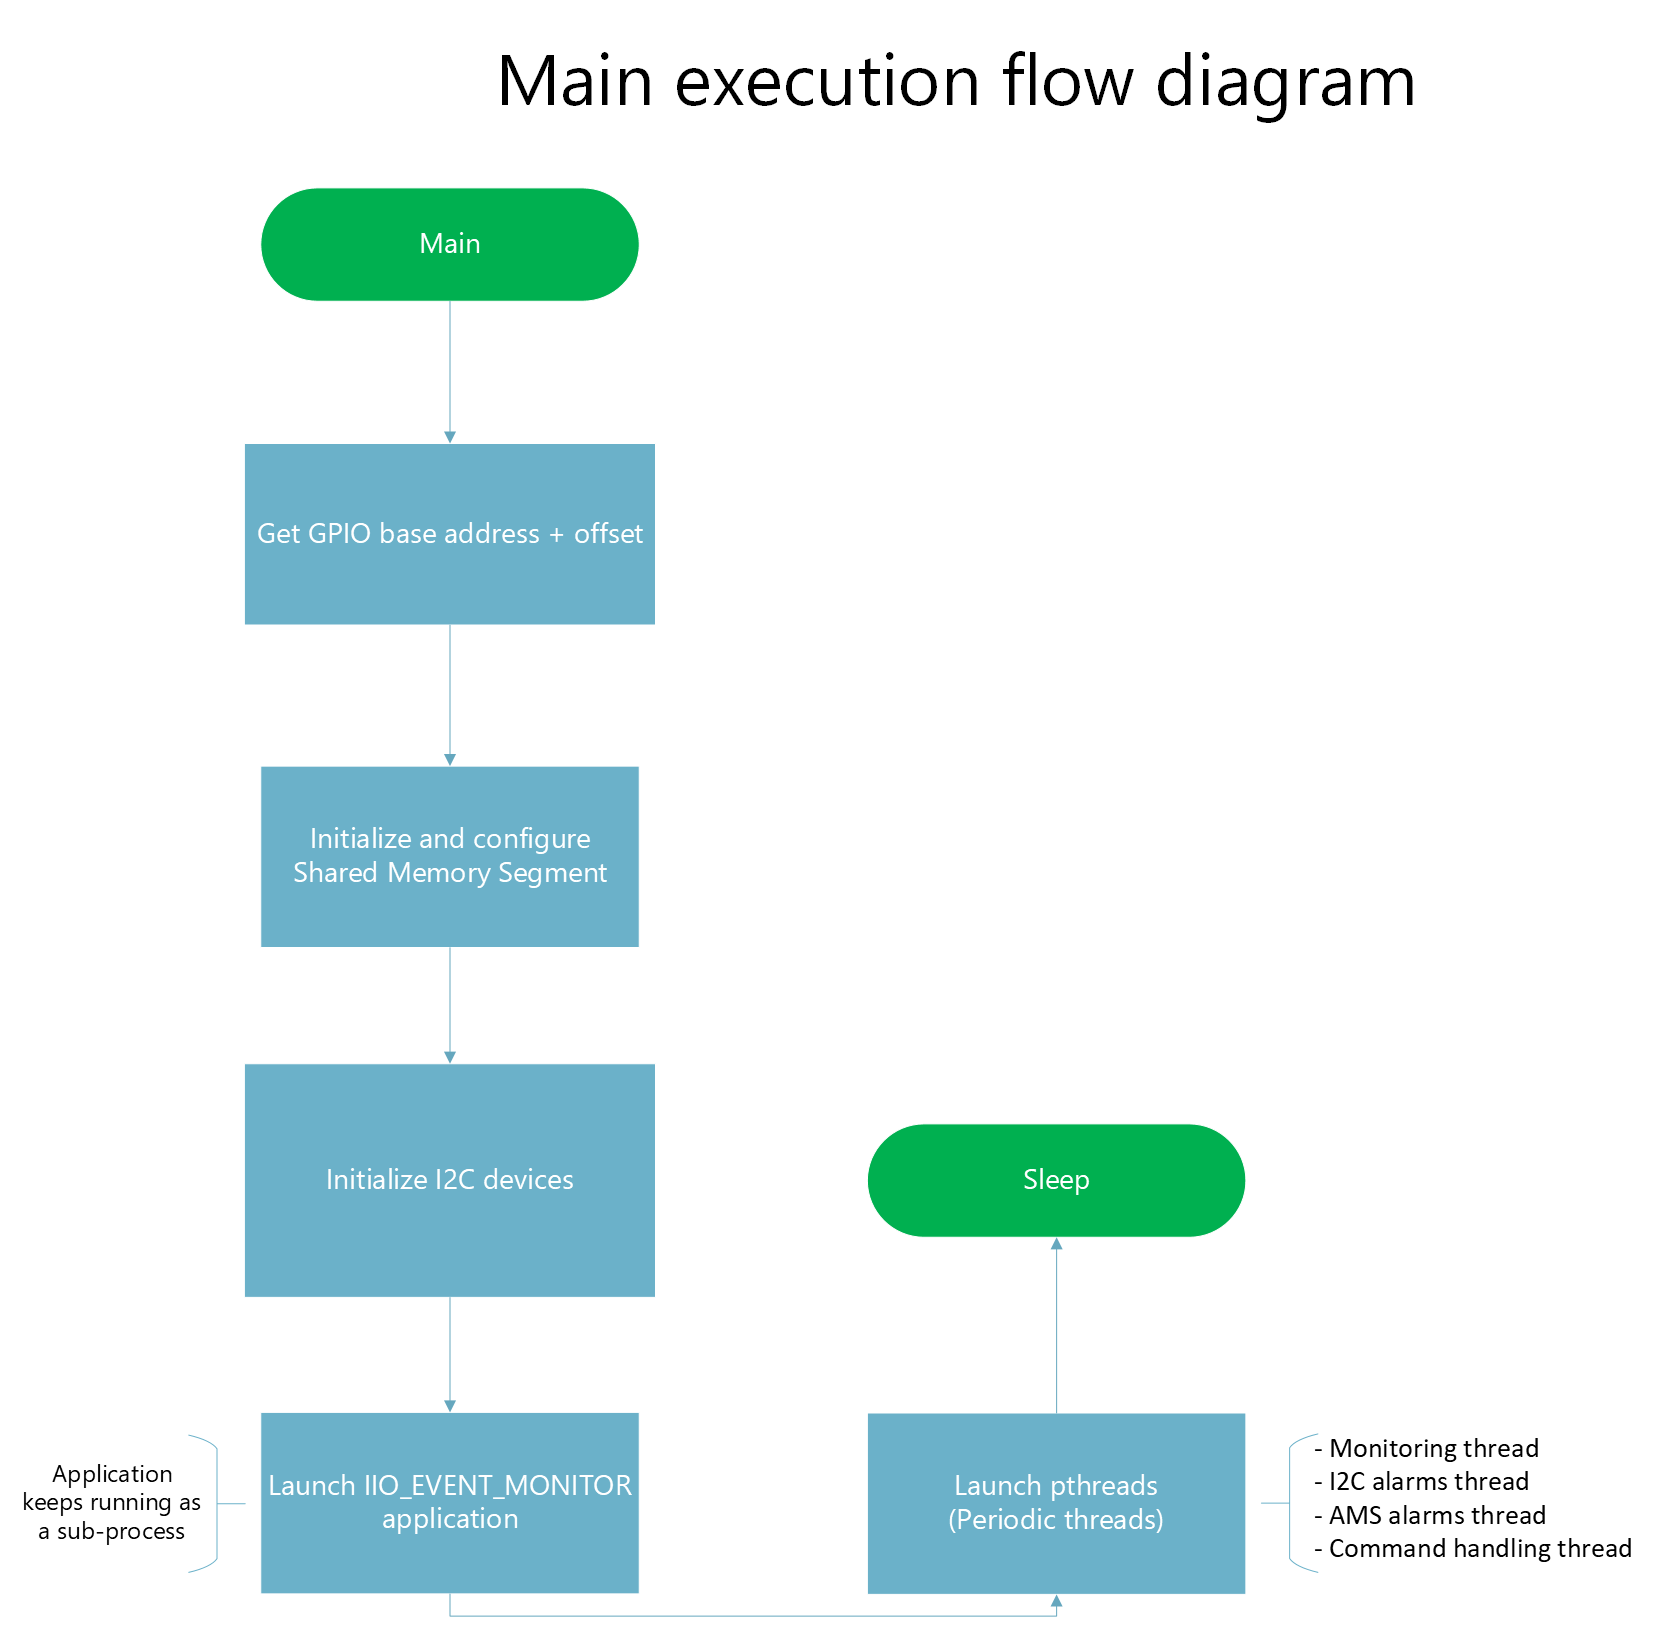 Main execution flow diagram
Main
Get GPIO base address + offset
Initialize and configure
Shared Memory Segment
Initialize I2C devices
Launch IIO_EVENT_MONITOR
application
Application
keeps running as
a sub-process
Sleep
Launch pthreads
(Periodic threads)
- Monitoring thread
- I2C alarms thread
- AMS alarms thread
- Command handling thread